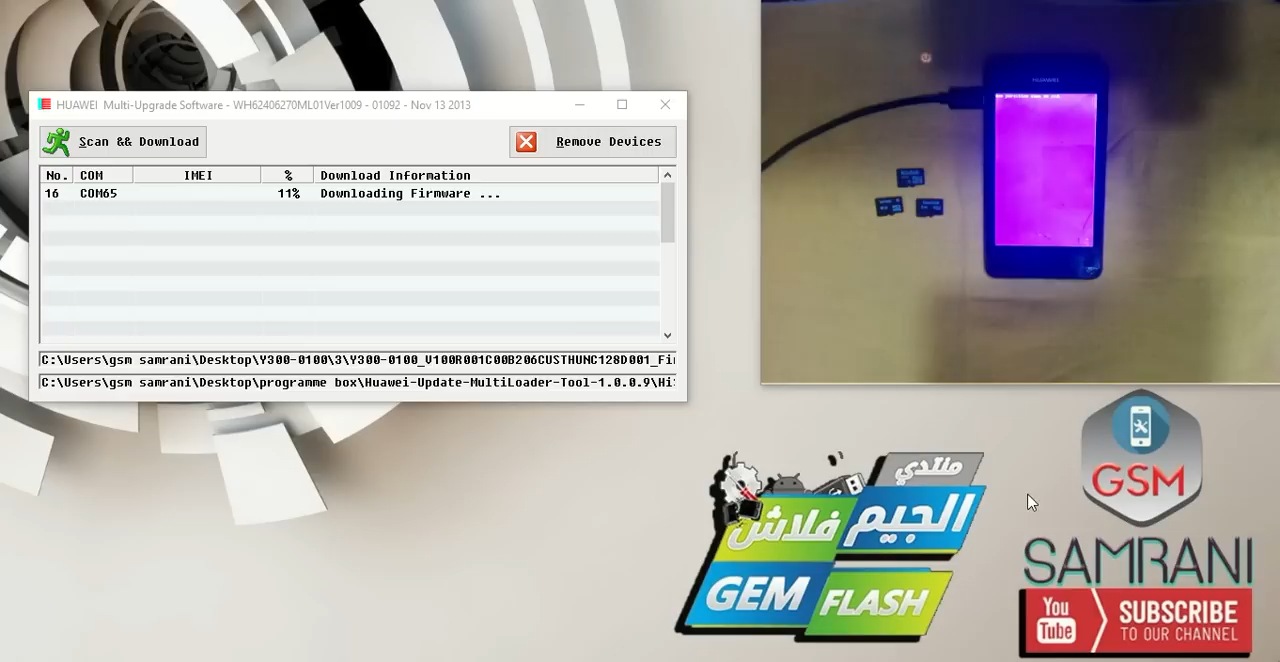 HUAWEI Multi-Upgrade Software - WH62406270ML01Ver1009 - 01092 - Nov 13 2013
Scan && Download
Remove Devices
No. COM IMEI % Download Information
16 COM65 11% Downloading Firmware ...
C:\Users\gsm samrani\Desktop\Y300-0100\3\Y300-0100_V100R001C00B206CUSTHUNC128D001_Fi
C:\Users\gsm samrani\Desktop\programme box\Huawei-Update-MultiLoader-Tool-1.0.0.9\Hi
HUAWEI
منتدي
الجيم فلاش
GEM FLASH
GSM
SAMRANI
You Tube
SUBSCRIBE
TO OUR CHANNEL